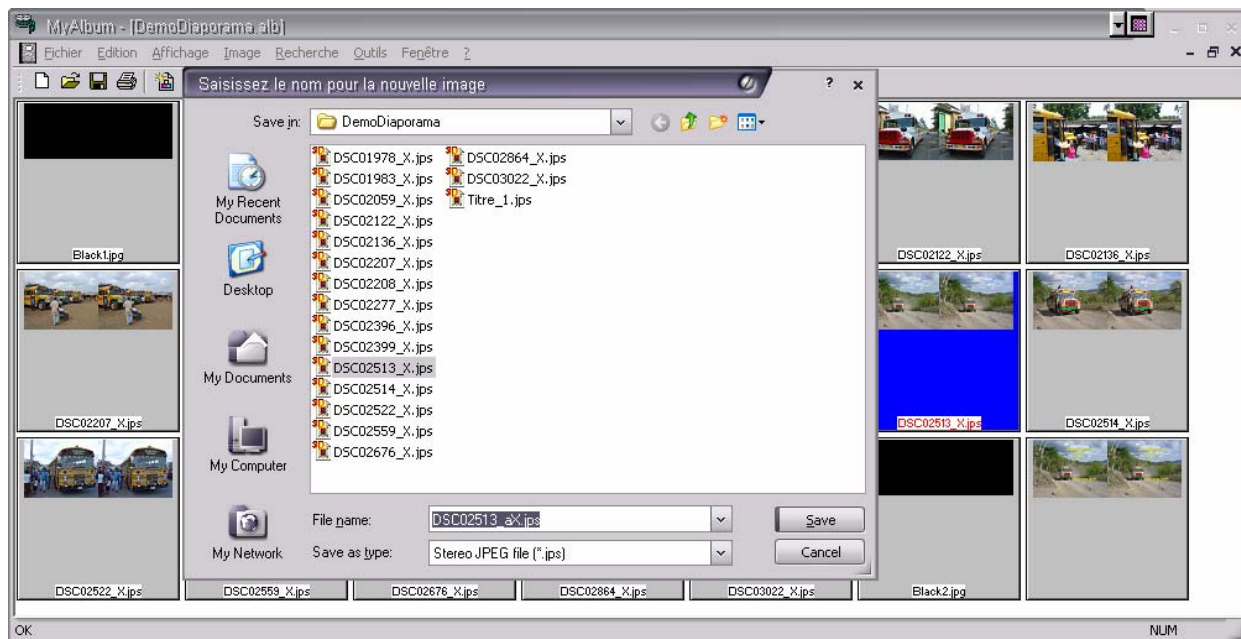 MyAlbum - [DemoDiaporama.alb]
Fichier Edition Affichage Image Recherche Outils Fenêtre ?
Saisissez le nom pour la nouvelle image
?
Save in: DemoDiaporama
My Recent Documents
Desktop
My Documents
My Computer
My Network
DSC01978_X.jps
DSC01983_X.jps
DSC02059_X.jps
DSC02122_X.jps
DSC02136_X.jps
DSC02207_X.jps
DSC02208_X.jps
DSC02277_X.jps
DSC02396_X.jps
DSC02399_X.jps
DSC02513_X.jps
DSC02514_X.jps
DSC02522_X.jps
DSC02559_X.jps
DSC02676_X.jps
DSC02864_X.jps
DSC03022_X.jps
Titre_1.jps
File name: DSC02513_aX.jps
Save
Save as type: Stereo JPEG file (*.jps)
Cancel
Black1.jpg
DSC02122_X.jps
DSC02136_X.jps
DSC02207_X.jps
DSC02513_X.jps
DSC02514_X.jps
DSC02522_X.jps
DSC02559_X.jps
DSC02676_X.jps
DSC02864_X.jps
DSC03022_X.jps
Black2.jpg
OK
NUM